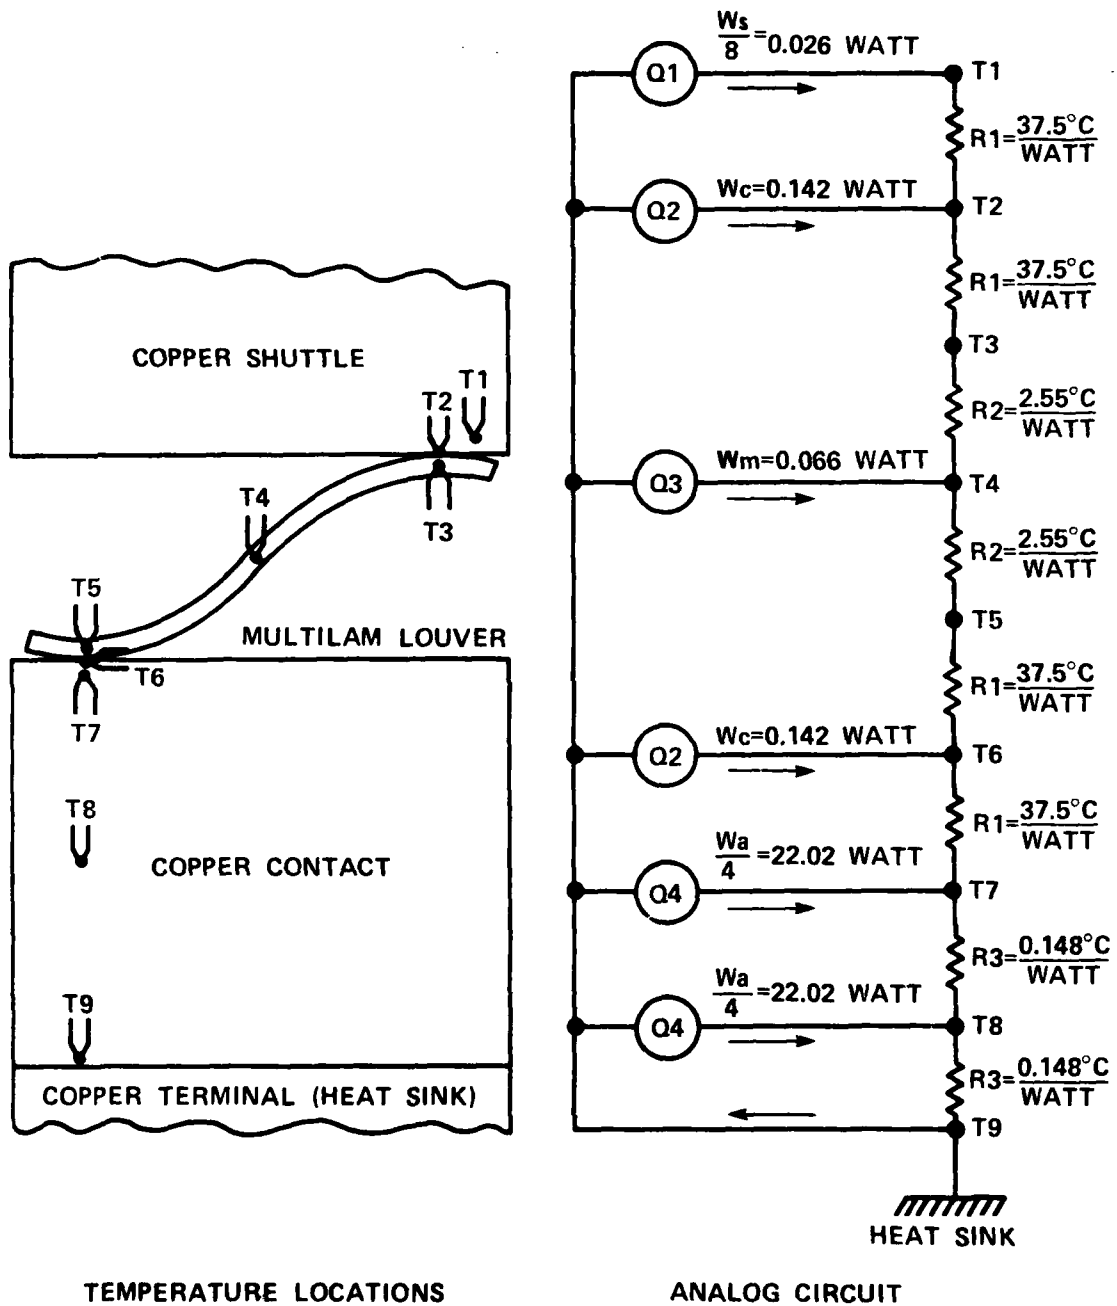 COPPER SHUTTLE
T1
T2
T4
T3
T5
MULTILAM LOUVER
T6
T7
T8
COPPER CONTACT
T9
COPPER TERMINAL (HEAT SINK)
TEMPERATURE LOCATIONS
Ws/8 = 0.026 WATT
Q1
T1
R1= 37.5°C/WATT
Wc=0.142 WATT
Q2
T2
R1= 37.5°C/WATT
T3
R2= 2.55°C/WATT
Wm=0.066 WATT
Q3
T4
R2= 2.55°C/WATT
T5
R1= 37.5°C/WATT
Wc=0.142 WATT
Q2
T6
R1= 37.5°C/WATT
Wa/4 =22.02 WATT
Q4
T7
R3= 0.148°C/WATT
Wa/4 =22.02 WATT
Q4
T8
R3= 0.148°C/WATT
T9
HEAT SINK
ANALOG CIRCUIT